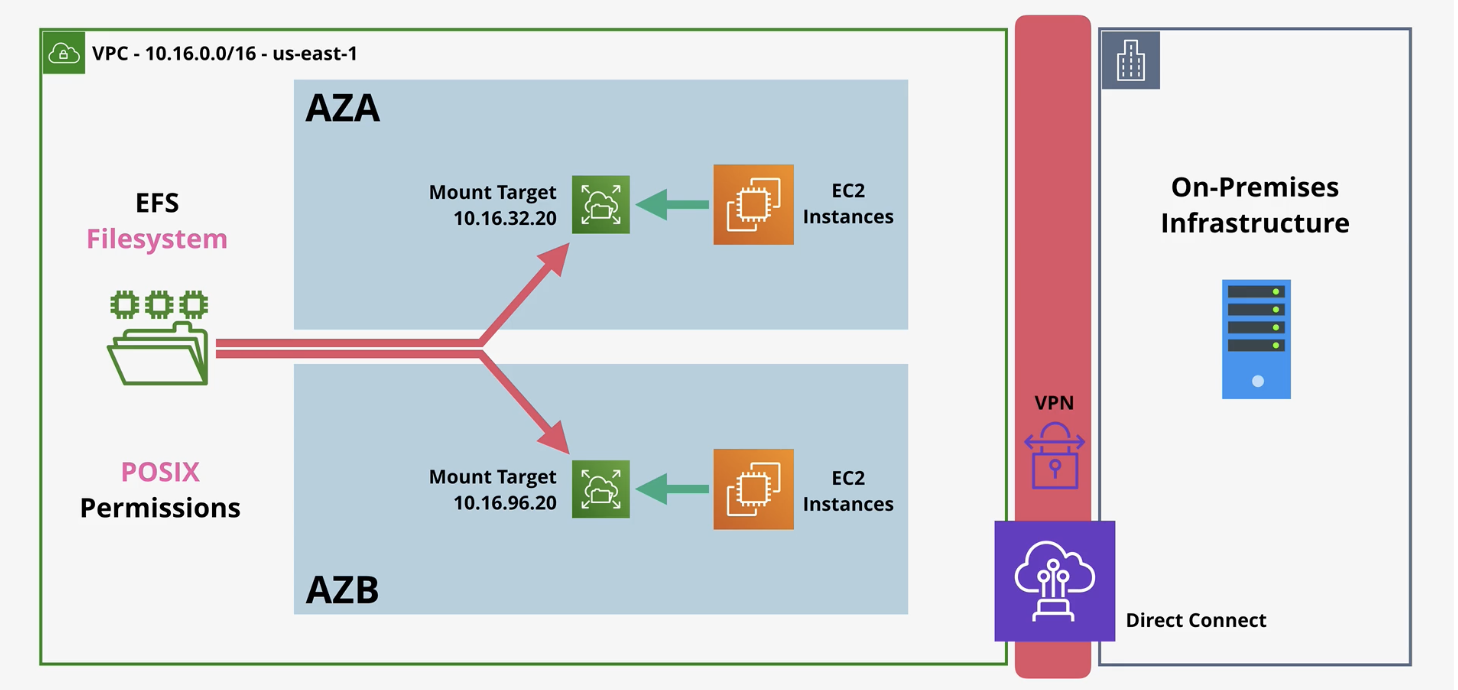 VPC - 10.16.0.0/16 - us-east-1
AZA
EFS
Filesystem
Mount Target
10.16.32.20
EC2
Instances
POSIX
Permissions
Mount Target
10.16.96.20
EC2
Instances
AZB
VPN
On-Premises
Infrastructure
Direct Connect